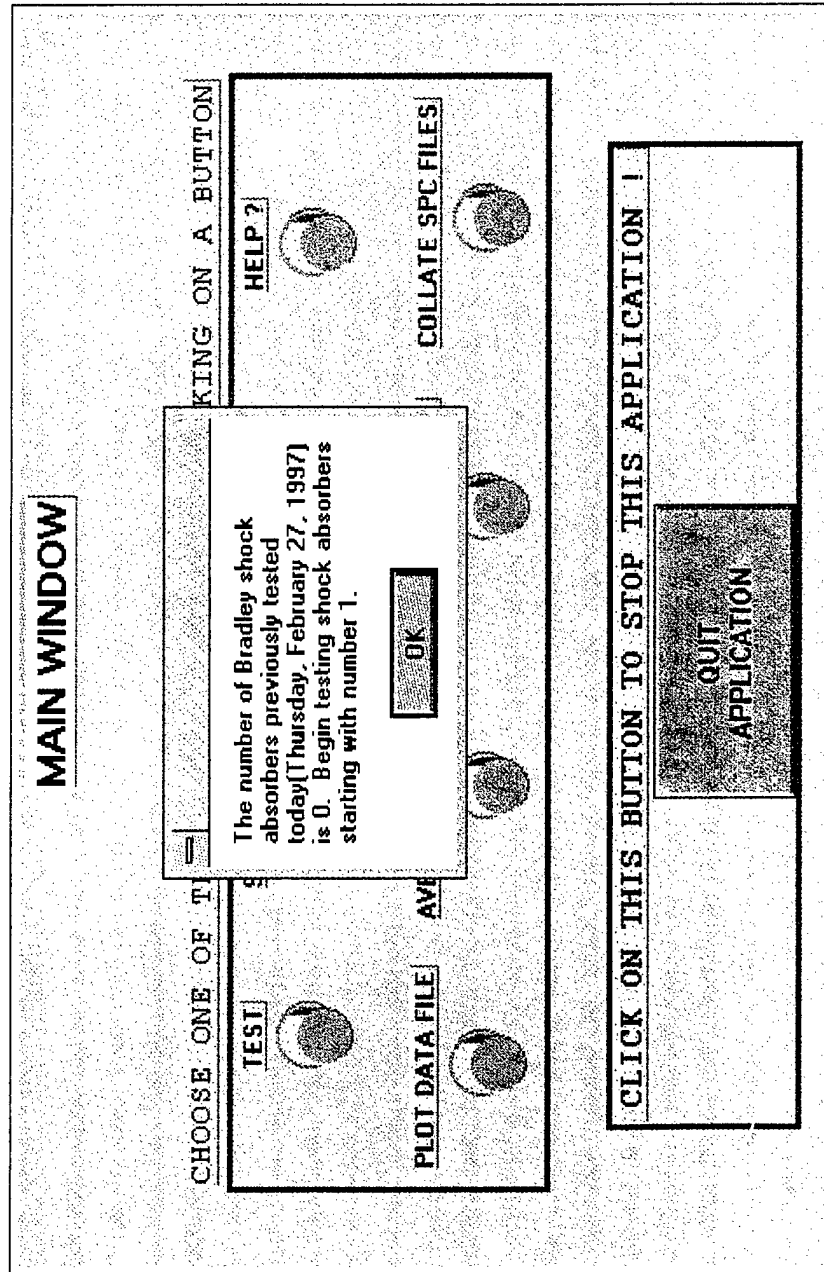 MAIN WINDOW
CHOOSE ONE OF
KING ON A BUTTON
TEST
HELP ?
The number of Bradley shock
absorbers previously tested
today(Thursday, February 27, 1997)
is 0. Begin testing shock absorbers
starting with number 1.
OK
PLOT DATA FILE
AVE
COLLATE SPC FILES
CLICK ON THIS BUTTON TO STOP THIS APPLICATION !
QUIT
APPLICATION